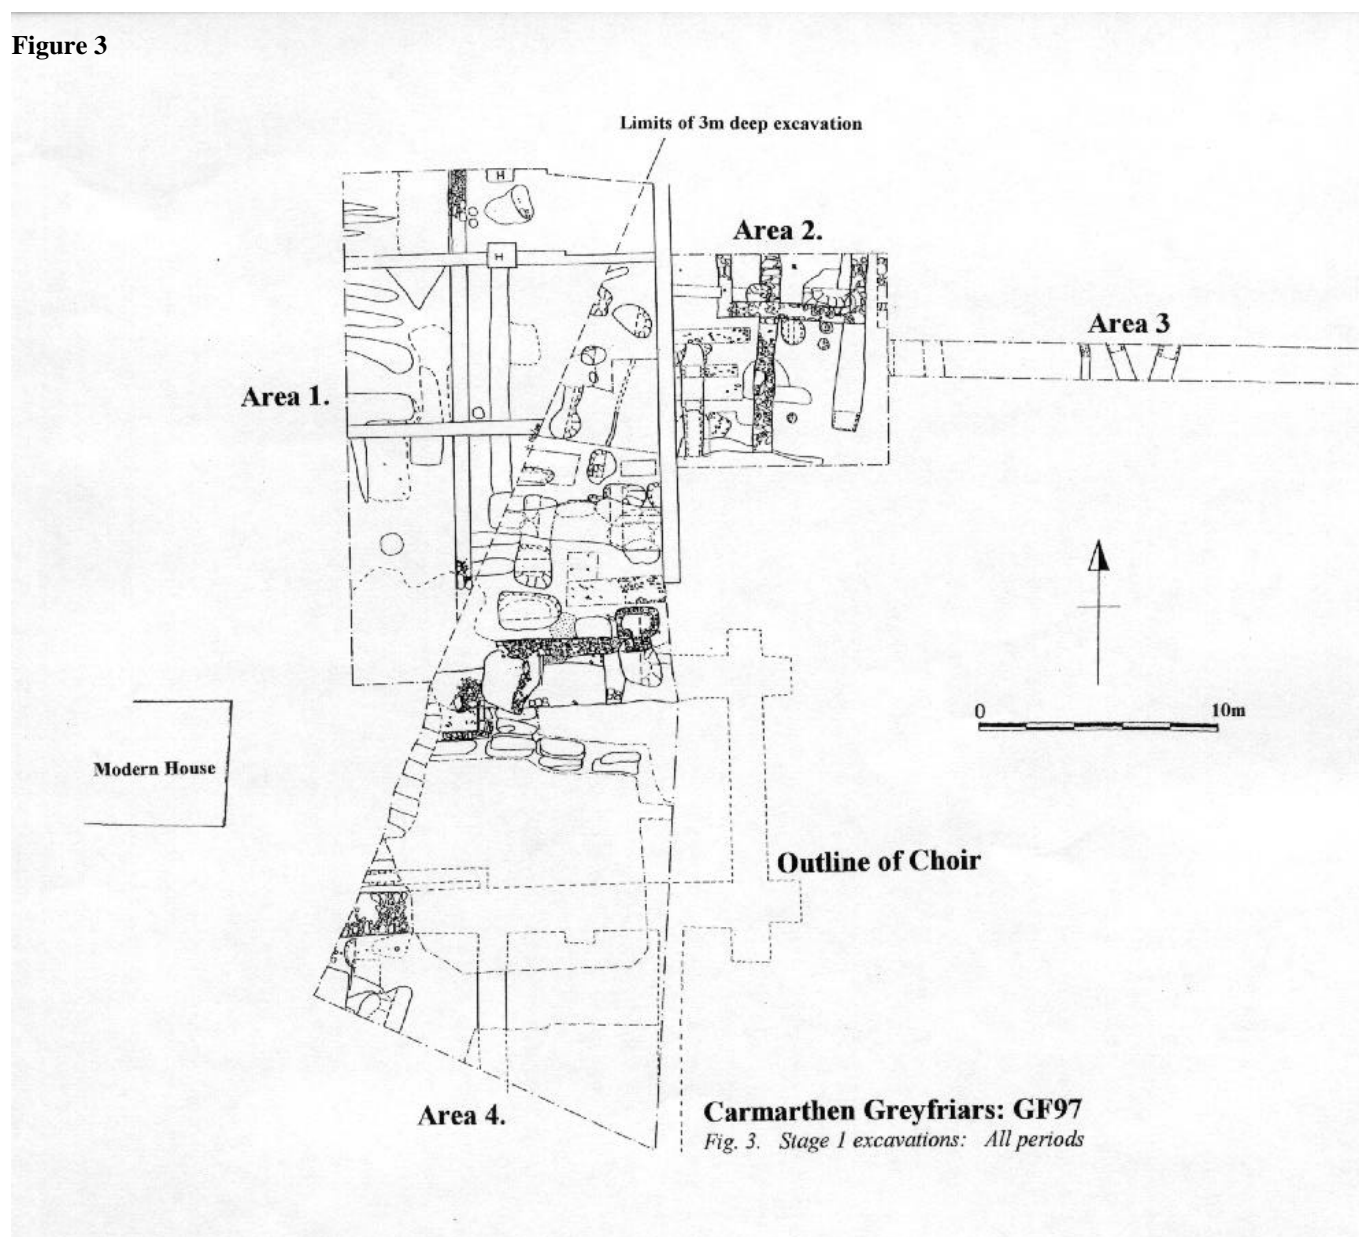 Figure 3
Limits of 3m deep excavation
H
Area 2.
H
Area 3
Area 1.
0 10m
Modern House
Outline of Choir
Area 4.
Carmarthen Greyfriars: GF97
Fig. 3. Stage 1 excavations: All periods